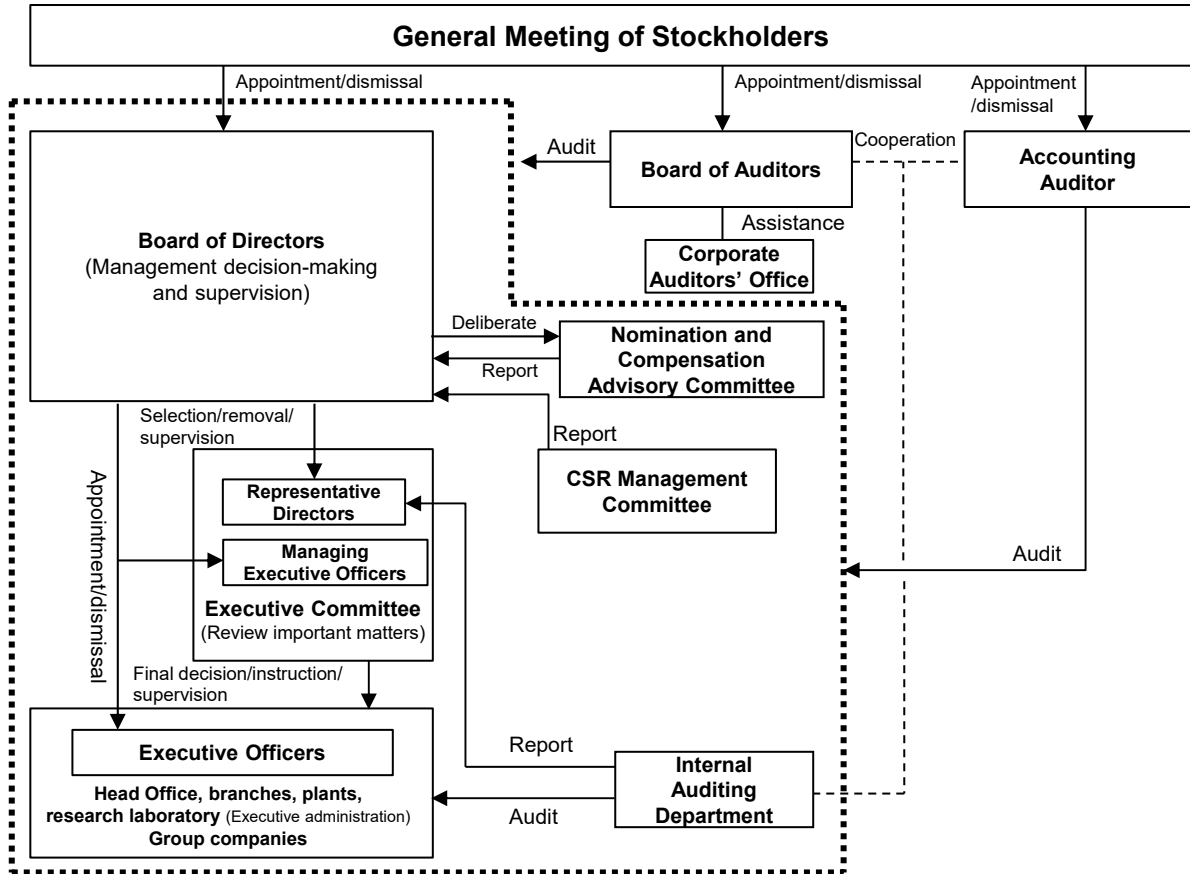 General Meeting of Stockholders
Appointment/dismissal
Appointment/dismissal
Appointment
/dismissal
Audit
Board of Auditors
Cooperation
Accounting
Auditor
Assistance
Corporate
Auditors’ Office
Board of Directors
(Management decision-making
and supervision)
Deliberate
Report
Nomination and
Compensation
Advisory Committee
Report
CSR Management
Committee
Selection/removal/
supervision
Appointment/dismissal
Representative
Directors
Managing
Executive Officers
Executive Committee
(Review important matters)
Audit
Final decision/instruction/
supervision
Executive Officers
Head Office, branches, plants,
research laboratory (Executive administration)
Group companies
Report
Audit
Internal
Auditing
Department